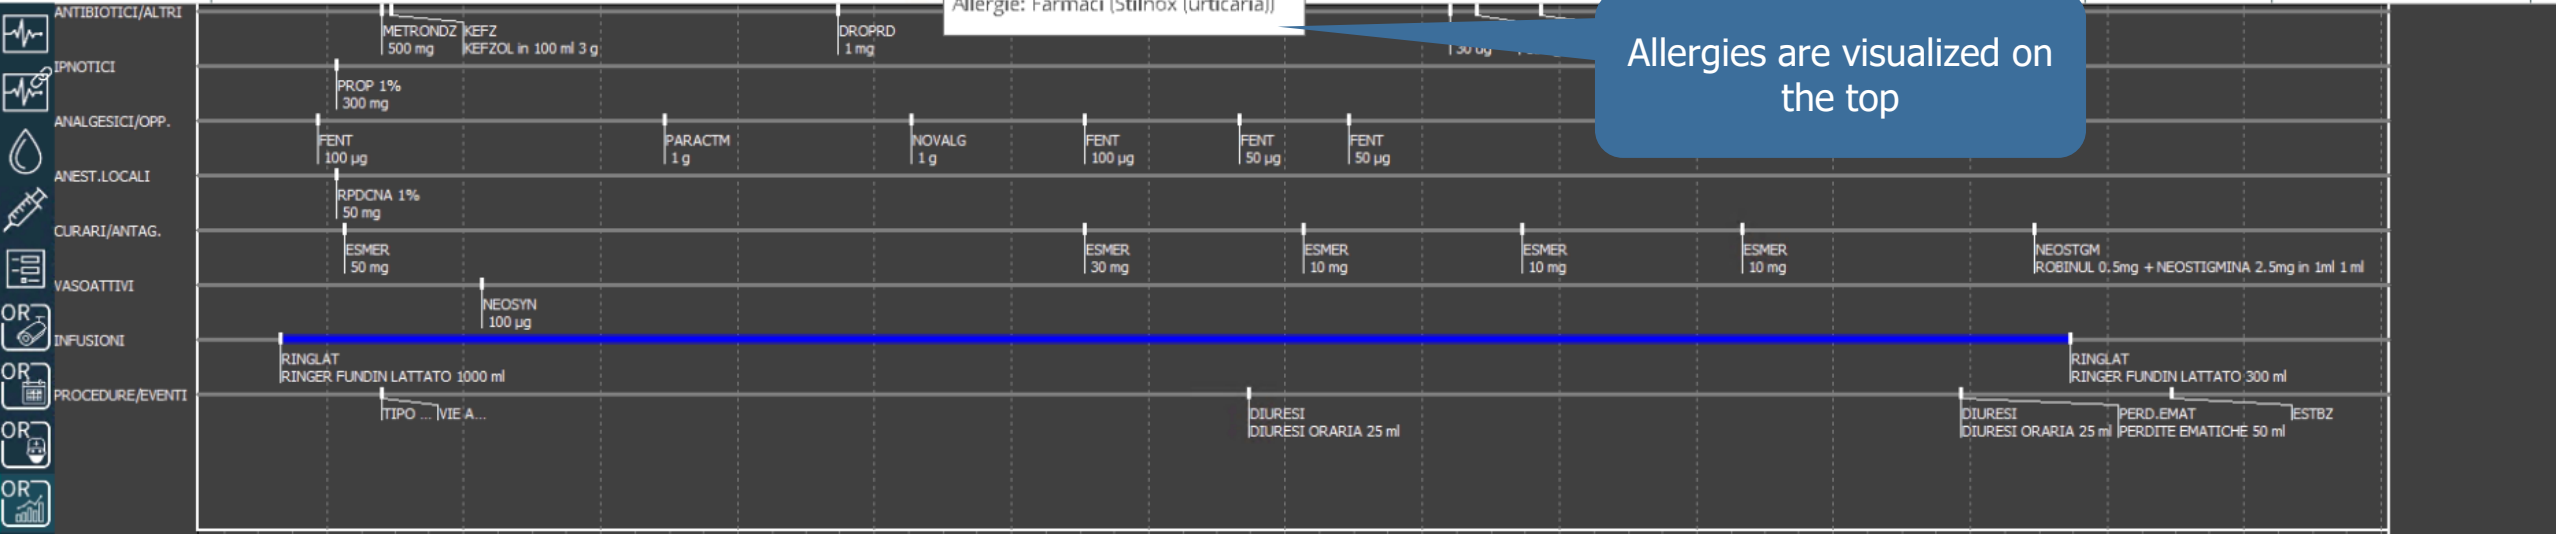 Allergie: Farmaci (Stilnox (urticaria))
Allergies are visualized on
the top
ANTIBIOTICI/ALTRI
METRONDZ KEFZ DROPRD
500 mg KEFZOL in 100 ml 3 g 1 mg 30 ug
IPNOTICI
PROP 1%
300 mg
ANALGESICI/OPP.
FENT PARACTM NOVALG FENT FENT FENT
100 µg 1 g 1 g 100 µg 50 µg 50 µg
ANEST.LOCALI
RPDCNA 1%
50 mg
CURARI/ANTAG.
ESMER ESMER ESMER ESMER ESMER NEOSTGM
50 mg 30 mg 10 mg 10 mg 10 mg ROBINUL 0.5mg + NEOSTIGMINA 2.5mg in 1ml 1 ml
VASOATTIVI
NEOSYN
100 µg
INFUSIONI
RINGLAT RINGLAT
RINGER FUNDIN LATTATO 1000 ml RINGER FUNDIN LATTATO 300 ml
PROCEDURE/EVENTI
TIPO ... VIE A... DIURESI DIURESI PERD.EMAT ESTBZ
DIURESI ORARIA 25 ml DIURESI ORARIA 25 ml PERDITE EMATICHE 50 ml
OR
OR
OR
OR